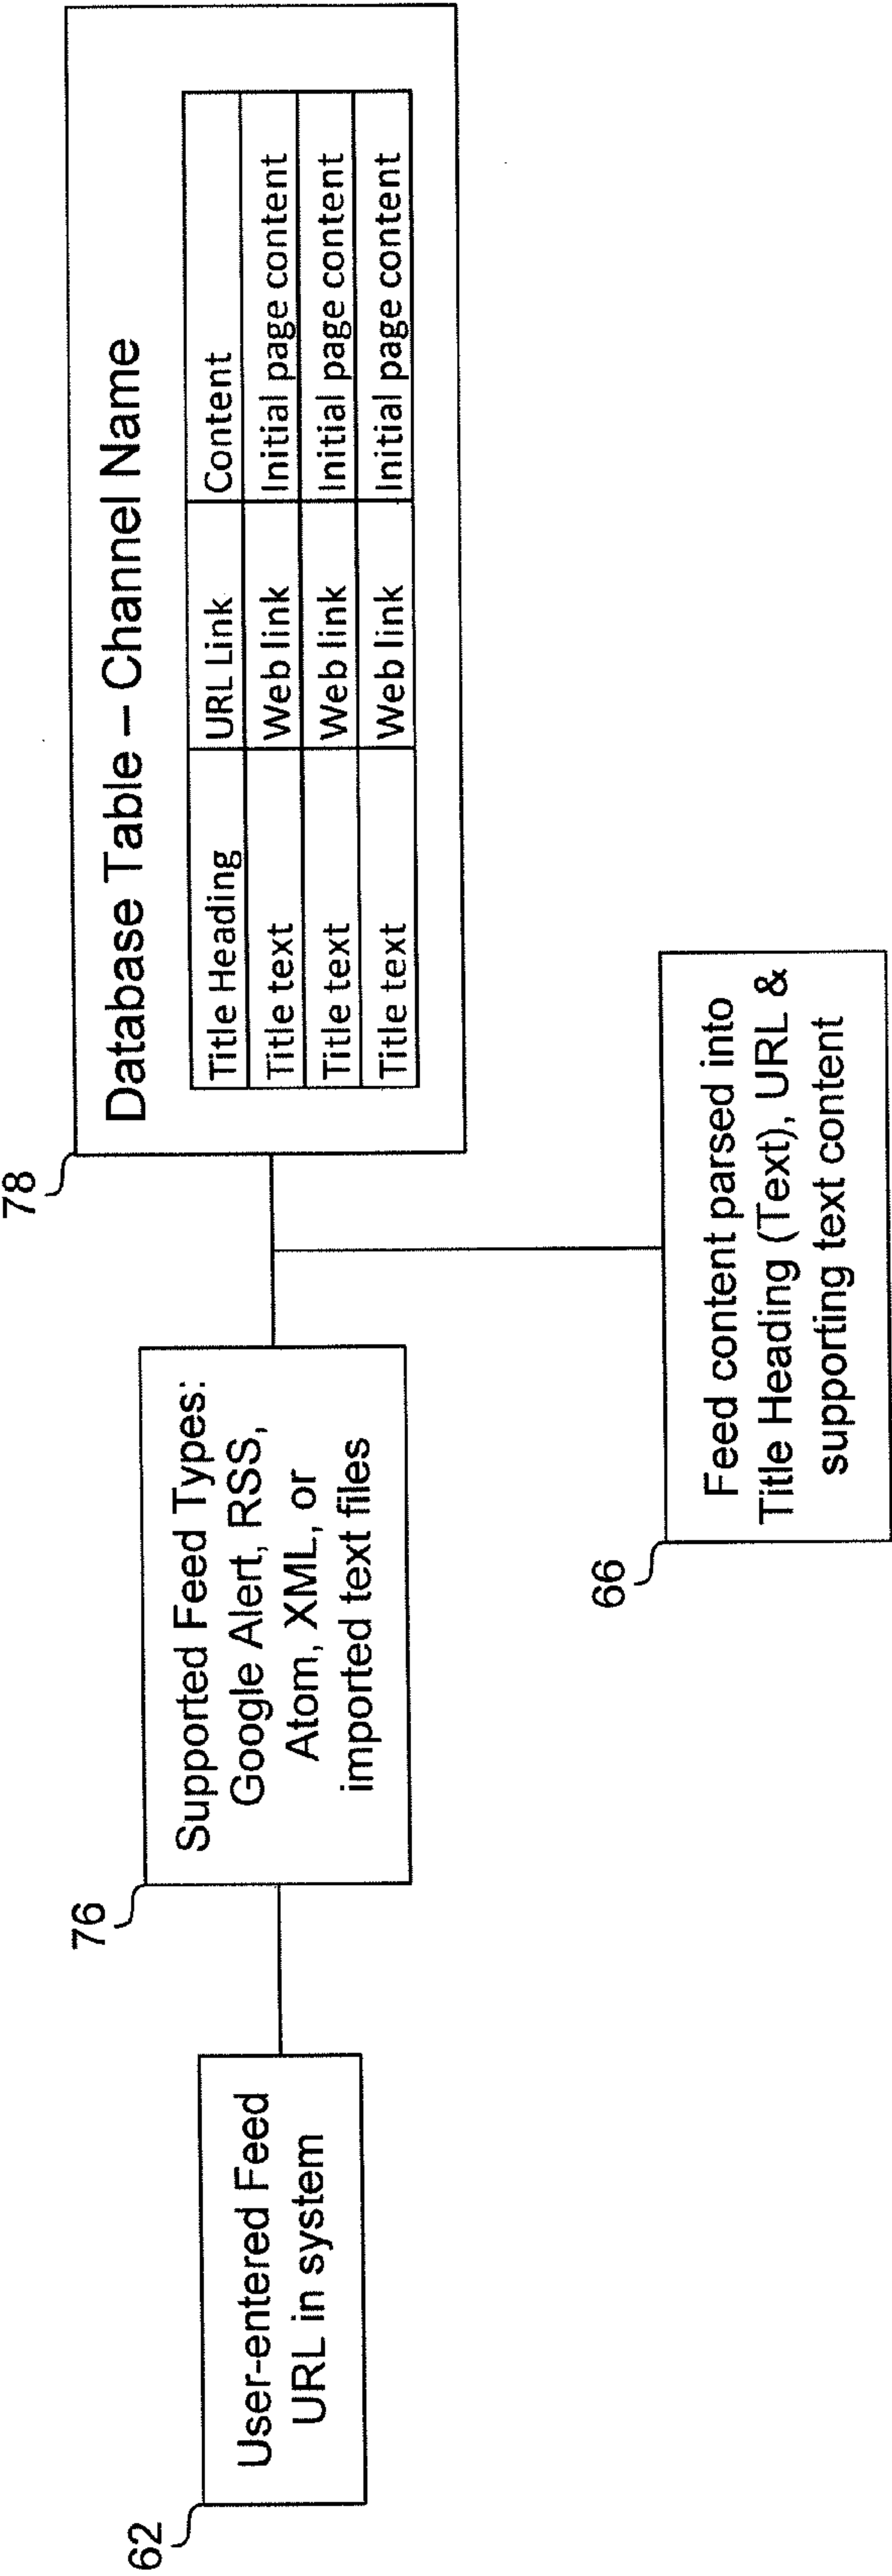 62
User-entered Feed
URL in system
76
Supported Feed Types:
Google Alert, RSS,
Atom, XML, or
imported text files
78
Database Table – Channel Name
Title Heading URL Link Content
Title text Web link Initial page content
Title text Web link Initial page content
Title text Web link Initial page content
66
Feed content parsed into
Title Heading (Text), URL &
supporting text content